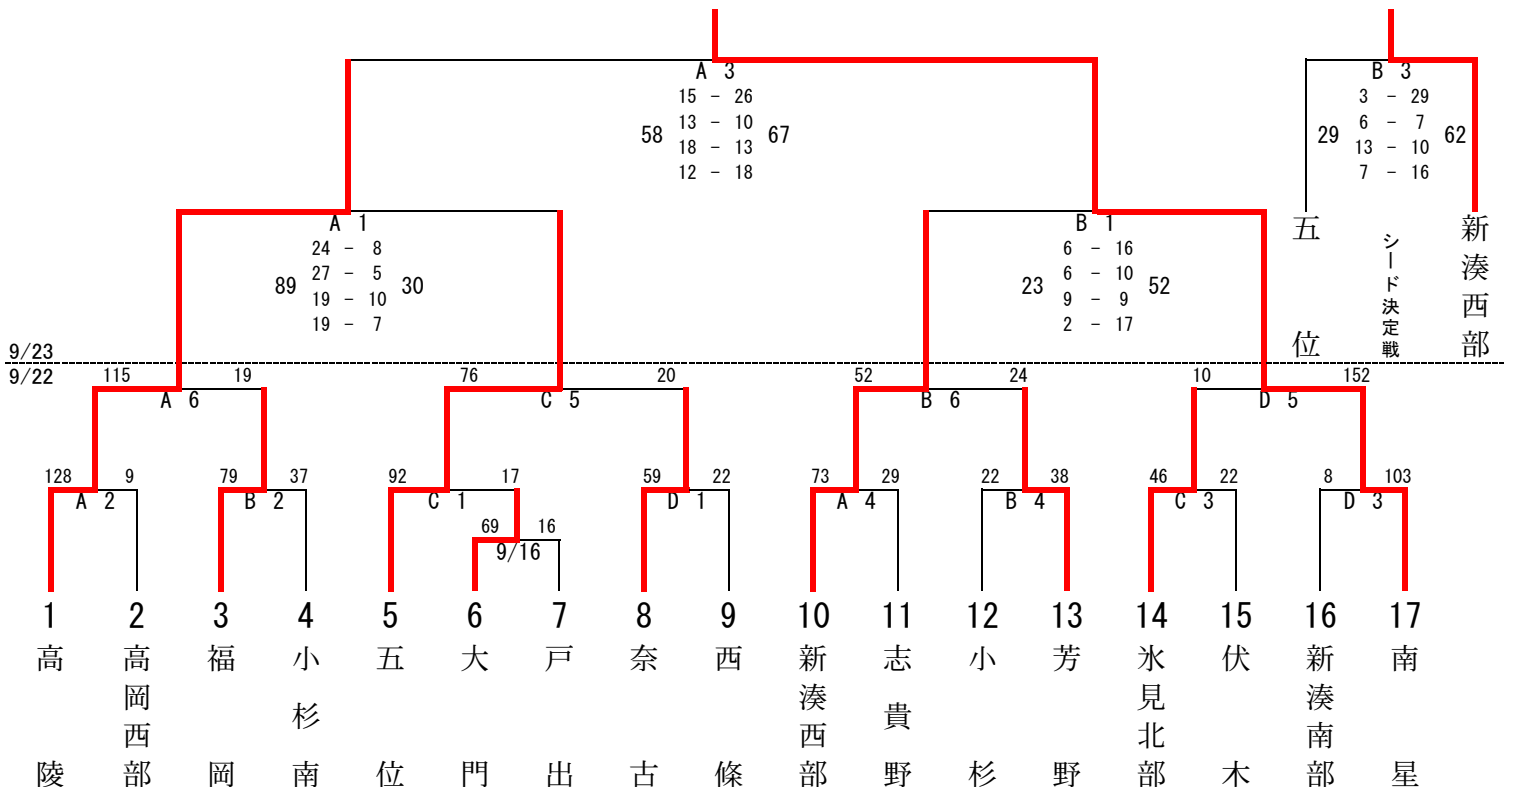 A 3
15 - 26
13 - 10
18 - 13
12 - 18
58
67
B 3
3 - 29
6 - 7
13 - 10
7 - 16
29
62
五位
シード決定戦
新湊西部
A 1
24 - 8
27 - 5
19 - 10
19 - 7
89
30
B 1
6 - 16
6 - 10
9 - 9
2 - 17
23
52
9/23
9/22
115 19 76 20 52 24 10 152
A 6 C 5 B 6 D 5
128 9 79 37 92 17 59 22 73 29 22 38 46 22 8 103
A 2 B 2 C 1 D 1 A 4 B 4 C 3 D 3
69 16
9/16
1 2 3 4 5 6 7 8 9 10 11 12 13 14 15 16 17
高陵
高岡西部
福岡
小杉南
五位
大門
戸出
奈古
西條
新湊西部
志貴野
小杉
芳野
氷見北部
伏木
新湊南部
南星